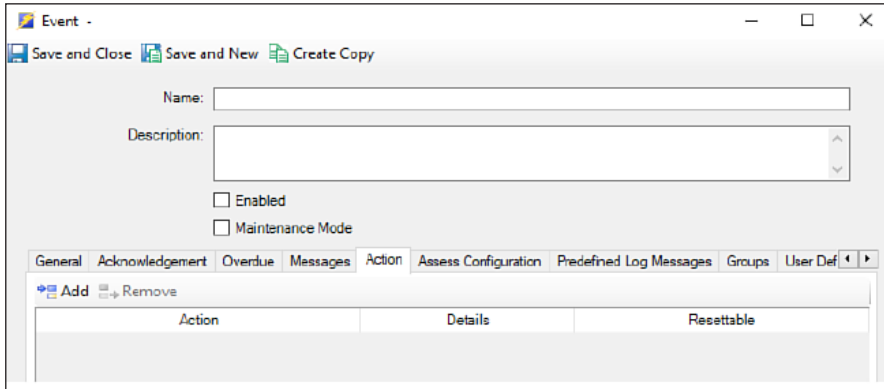 Event -
Save and Close Save and New Create Copy
Name:
Description:
Enabled
Maintenance Mode
General Acknowledgement Overdue Messages Action Assess Configuration Predefined Log Messages Groups User Def
Add Remove
Action Details Resettable